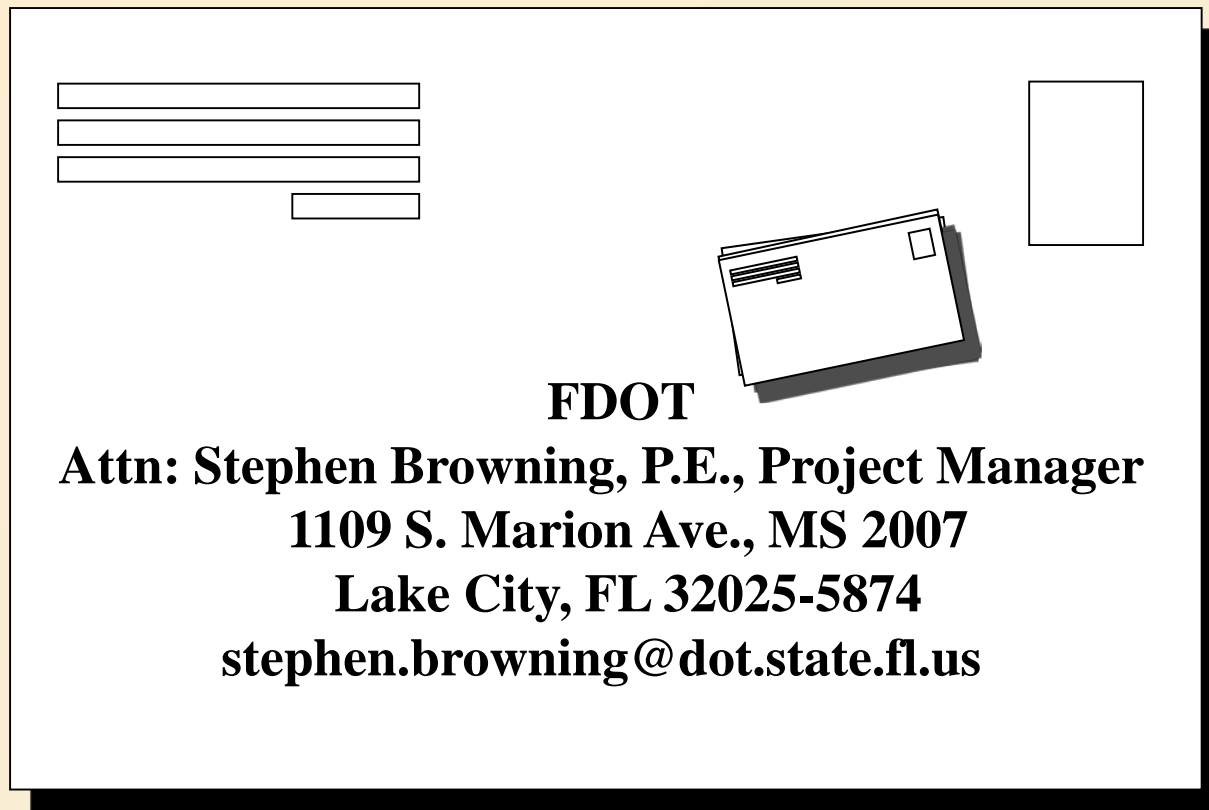 FDOT
Attn: Stephen Browning, P.E., Project Manager
1109 S. Marion Ave., MS 2007
Lake City, FL 32025-5874
stephen.browning@dot.state.fl.us